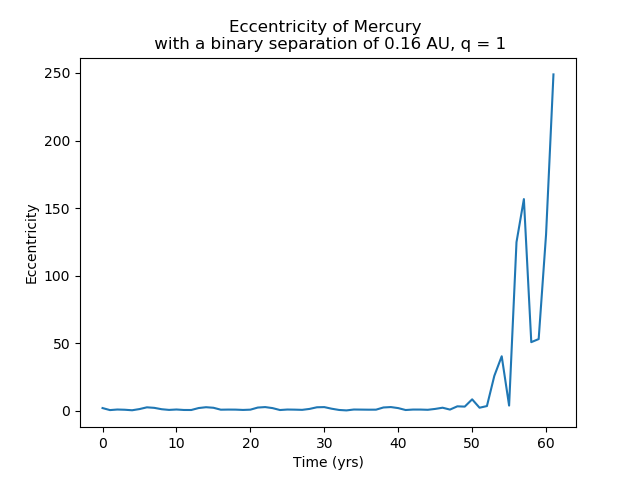 Eccentricity of Mercury
with a binary separation of 0.16 AU, q = 1
250
200
150
100
50
0
Eccentricity
0 10 20 30 40 50 60
Time (yrs)